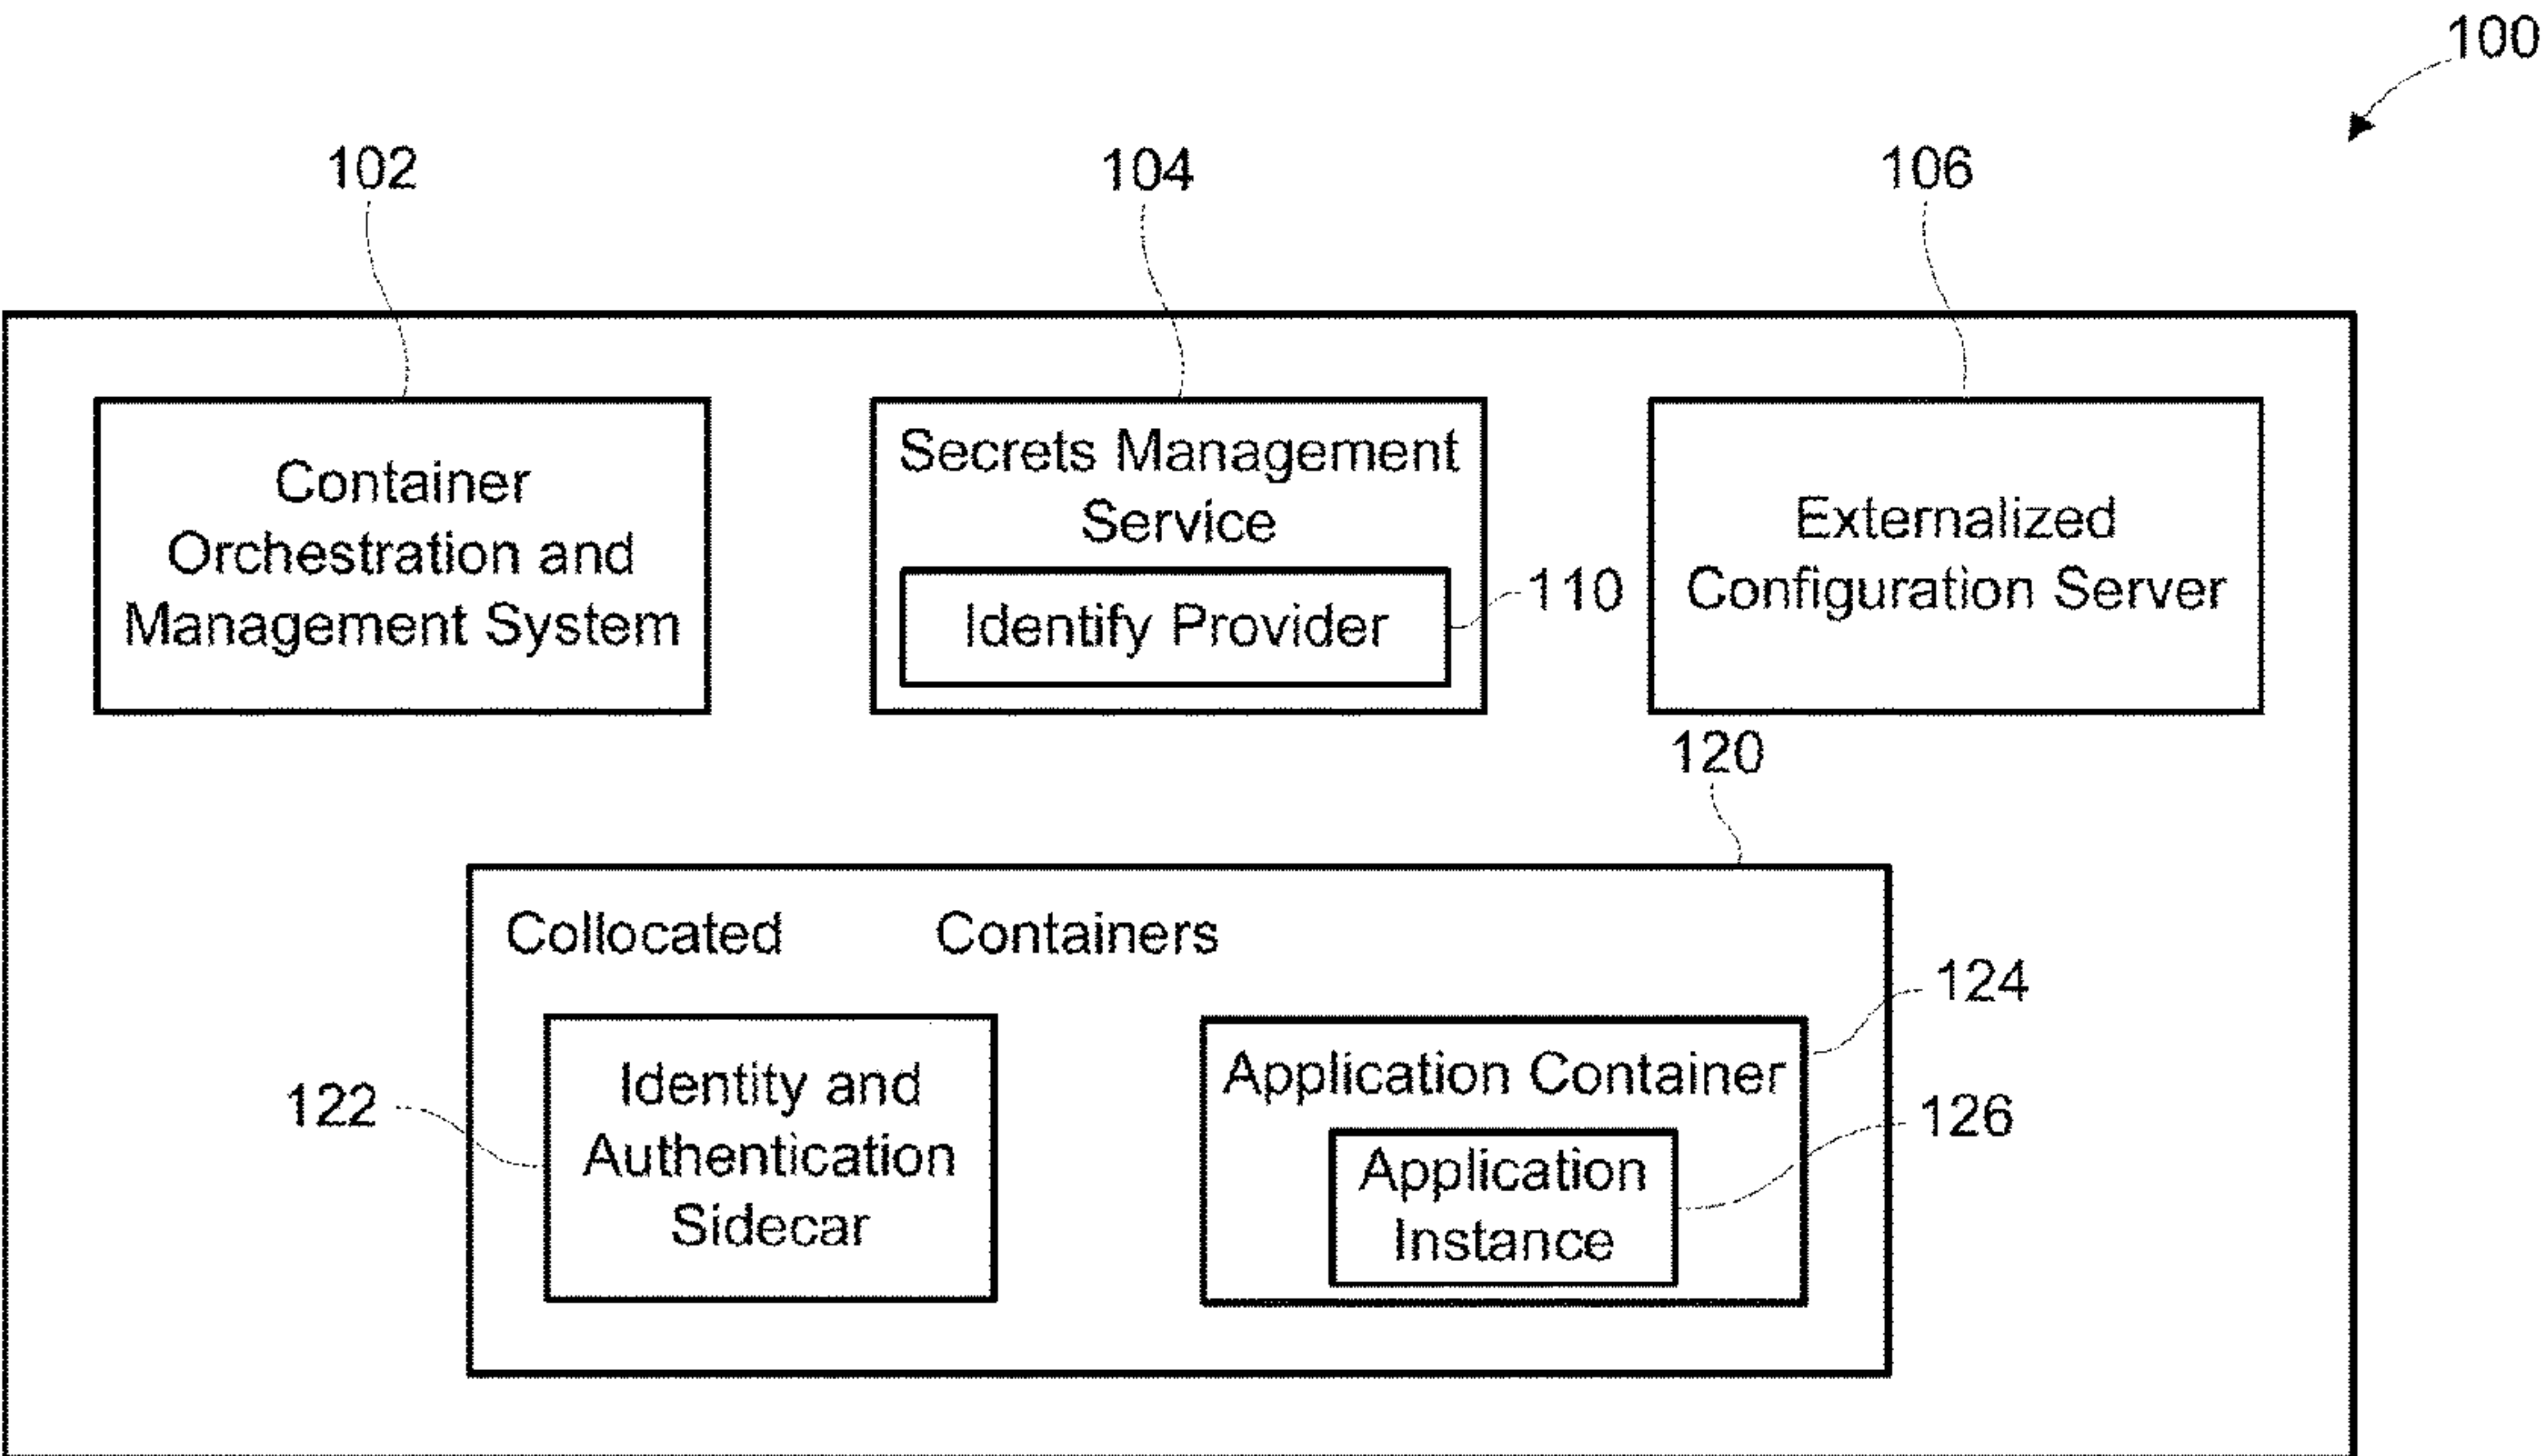 100
102
104
106
Container
Orchestration and
Management System
Secrets Management
Service
Identify Provider
110
Externalized
Configuration Server
120
Collocated Containers
124
122
Identity and
Authentication
Sidecar
Application Container
126
Application
Instance